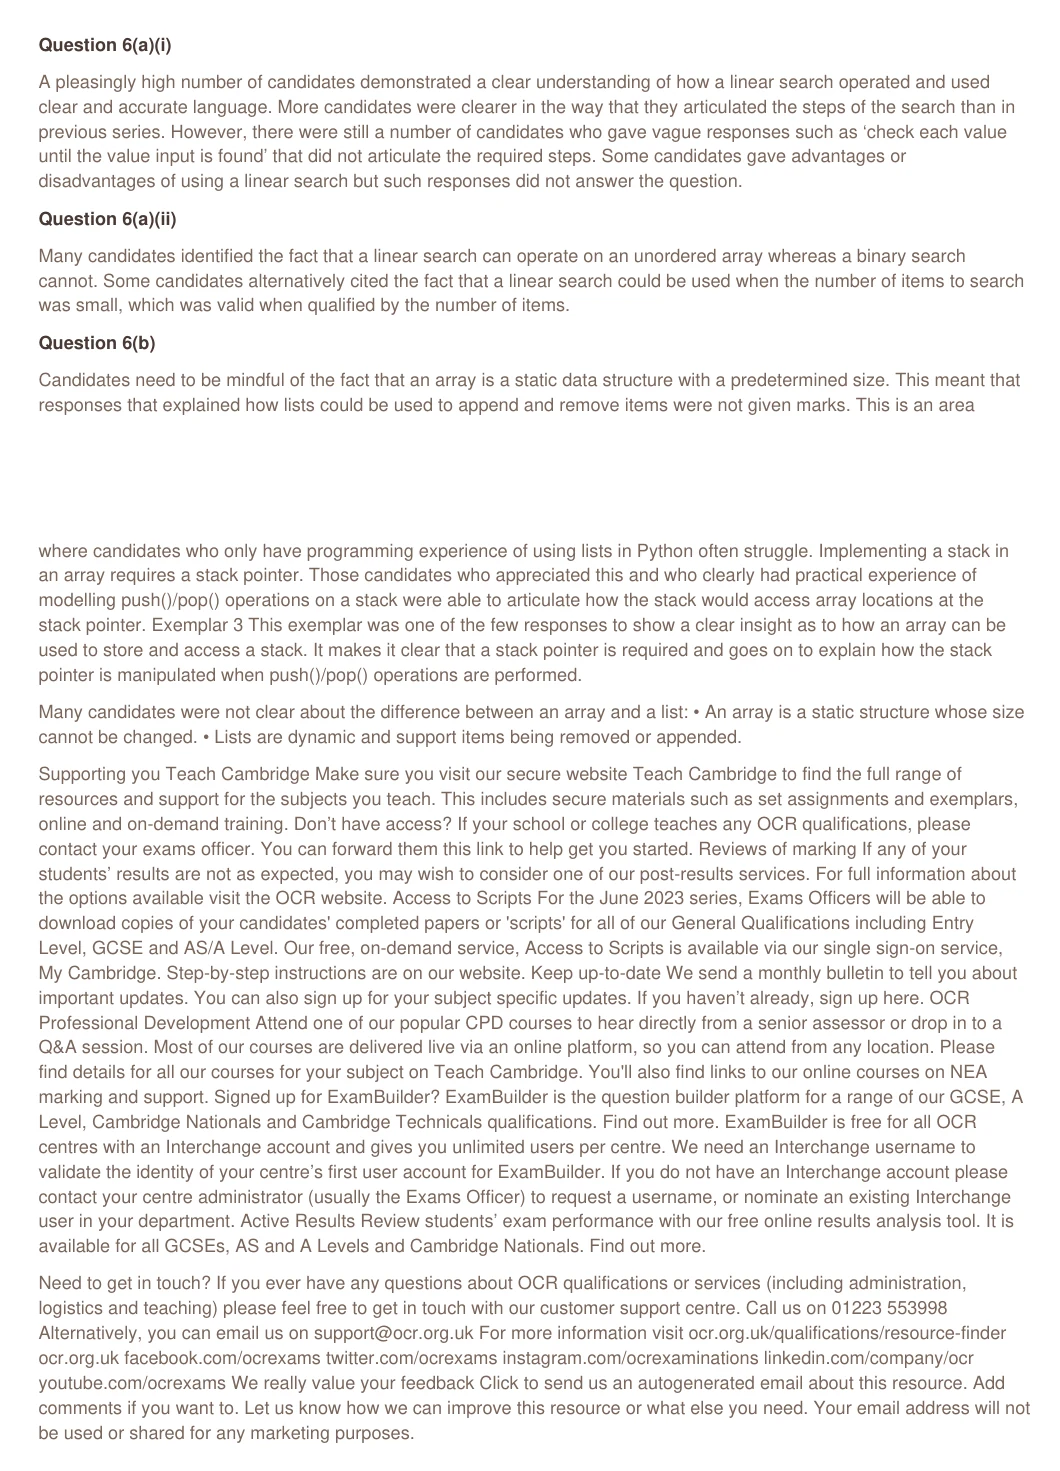 Question 6(a)(i)
A pleasingly high number of candidates demonstrated a clear understanding of how a linear search operated and used
clear and accurate language. More candidates were clearer in the way that they articulated the steps of the search than in
previous series. However, there were still a number of candidates who gave vague responses such as ‘check each value
until the value input is found’ that did not articulate the required steps. Some candidates gave advantages or
disadvantages of using a linear search but such responses did not answer the question.
Question 6(a)(ii)
Many candidates identified the fact that a linear search can operate on an unordered array whereas a binary search
cannot. Some candidates alternatively cited the fact that a linear search could be used when the number of items to search
was small, which was valid when qualified by the number of items.
Question 6(b)
Candidates need to be mindful of the fact that an array is a static data structure with a predetermined size. This meant that
responses that explained how lists could be used to append and remove items were not given marks. This is an area
where candidates who only have programming experience of using lists in Python often struggle. Implementing a stack in
an array requires a stack pointer. Those candidates who appreciated this and who clearly had practical experience of
modelling push()/pop() operations on a stack were able to articulate how the stack would access array locations at the
stack pointer. Exemplar 3 This exemplar was one of the few responses to show a clear insight as to how an array can be
used to store and access a stack. It makes it clear that a stack pointer is required and goes on to explain how the stack
pointer is manipulated when push()/pop() operations are performed.
Many candidates were not clear about the difference between an array and a list: • An array is a static structure whose size
cannot be changed. • Lists are dynamic and support items being removed or appended.
Supporting you Teach Cambridge Make sure you visit our secure website Teach Cambridge to find the full range of
resources and support for the subjects you teach. This includes secure materials such as set assignments and exemplars,
online and on-demand training. Don’t have access? If your school or college teaches any OCR qualifications, please
contact your exams officer. You can forward them this link to help get you started. Reviews of marking If any of your
students’ results are not as expected, you may wish to consider one of our post-results services. For full information about
the options available visit the OCR website. Access to Scripts For the June 2023 series, Exams Officers will be able to
download copies of your candidates' completed papers or 'scripts' for all of our General Qualifications including Entry
Level, GCSE and AS/A Level. Our free, on-demand service, Access to Scripts is available via our single sign-on service,
My Cambridge. Step-by-step instructions are on our website. Keep up-to-date We send a monthly bulletin to tell you about
important updates. You can also sign up for your subject specific updates. If you haven’t already, sign up here. OCR
Professional Development Attend one of our popular CPD courses to hear directly from a senior assessor or drop in to a
Q&A session. Most of our courses are delivered live via an online platform, so you can attend from any location. Please
find details for all our courses for your subject on Teach Cambridge. You'll also find links to our online courses on NEA
marking and support. Signed up for ExamBuilder? ExamBuilder is the question builder platform for a range of our GCSE, A
Level, Cambridge Nationals and Cambridge Technicals qualifications. Find out more. ExamBuilder is free for all OCR
centres with an Interchange account and gives you unlimited users per centre. We need an Interchange username to
validate the identity of your centre’s first user account for ExamBuilder. If you do not have an Interchange account please
contact your centre administrator (usually the Exams Officer) to request a username, or nominate an existing Interchange
user in your department. Active Results Review students’ exam performance with our free online results analysis tool. It is
available for all GCSEs, AS and A Levels and Cambridge Nationals. Find out more.
Need to get in touch? If you ever have any questions about OCR qualifications or services (including administration,
logistics and teaching) please feel free to get in touch with our customer support centre. Call us on 01223 553998
Alternatively, you can email us on support@ocr.org.uk For more information visit ocr.org.uk/qualifications/resource-finder
ocr.org.uk facebook.com/ocrexams twitter.com/ocrexams instagram.com/ocrexaminations linkedin.com/company/ocr
youtube.com/ocrexams We really value your feedback Click to send us an autogenerated email about this resource. Add
comments if you want to. Let us know how we can improve this resource or what else you need. Your email address will not
be used or shared for any marketing purposes.